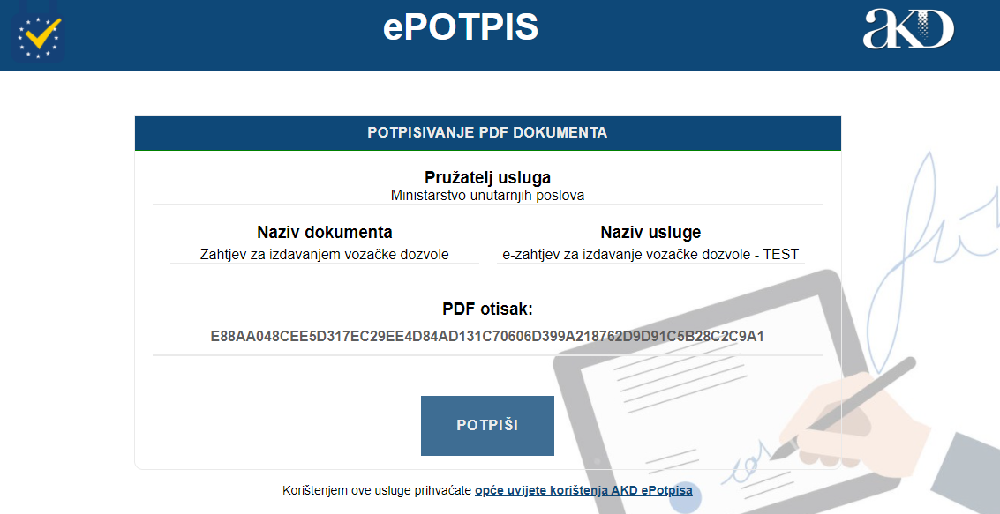 ePOTPIS
aKD
POTPISIVANJE PDF DOKUMENTA
Pružatelj usluga
Ministarstvo unutarnjih poslova
Naziv dokumenta
Zahtjev za izdavanjem vozačke dozvole
Naziv usluge
e-zahtjev za izdavanje vozačke dozvole - TEST
PDF otisak:
E88AA048CEE5D317EC29EE4D84AD131C70606D399A218762D9D91C5B28C2C9A1
POTPIŠI
Korištenjem ove usluge prihvaćate opće uvijete korištenja AKD ePotpisa